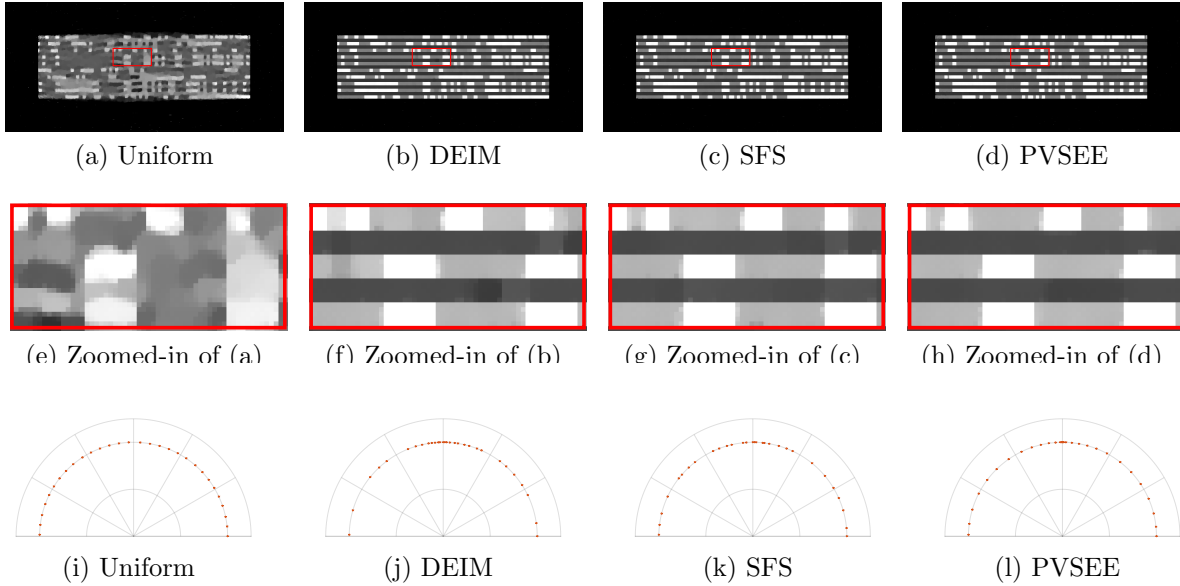 (a) Uniform
(b) DEIM
(c) SFS
(d) PVSEE
(e) Zoomed-in of (a)
(f) Zoomed-in of (b)
(g) Zoomed-in of (c)
(h) Zoomed-in of (d)
(i) Uniform
(j) DEIM
(k) SFS
(l) PVSEE